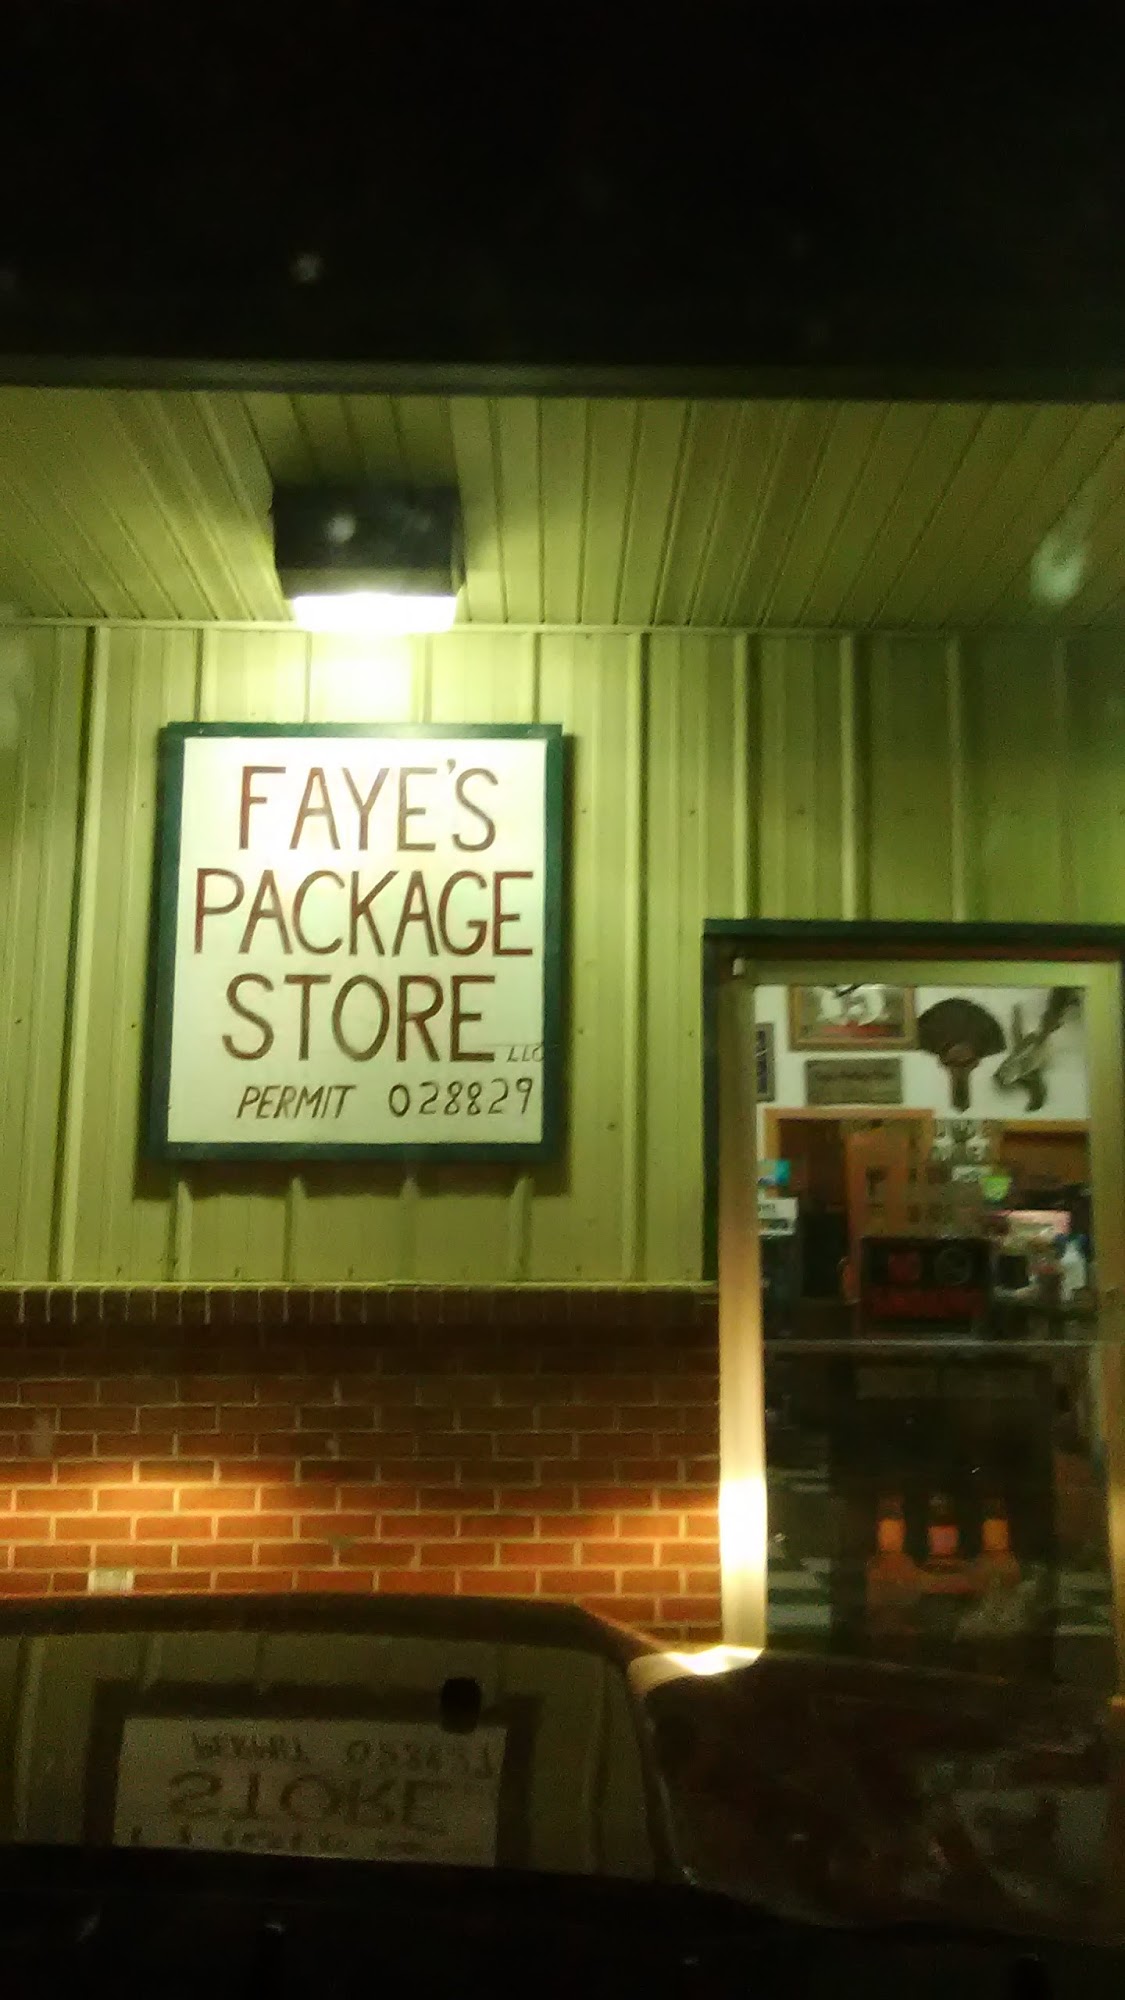 FAYE'S
PACKAGE
STORE LLC
PERMIT 028829